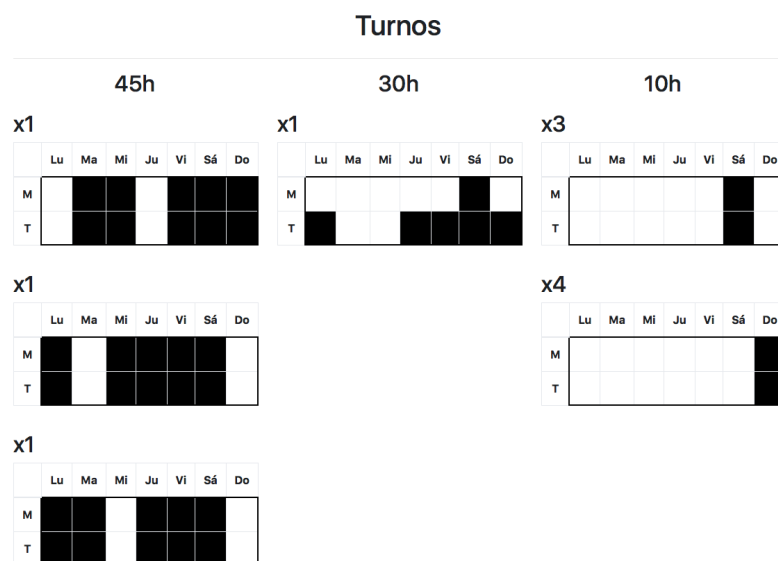 Turnos
45h 30h 10h
x1 x1 x3
Lu Ma Mi Ju Vi Sá Do Lu Ma Mi Ju Vi Sá Do Lu Ma Mi Ju Vi Sá Do
M M M
T T T
x1 x4
Lu Ma Mi Ju Vi Sá Do Lu Ma Mi Ju Vi Sá Do
M M
T T
x1
Lu Ma Mi Ju Vi Sá Do
M
T